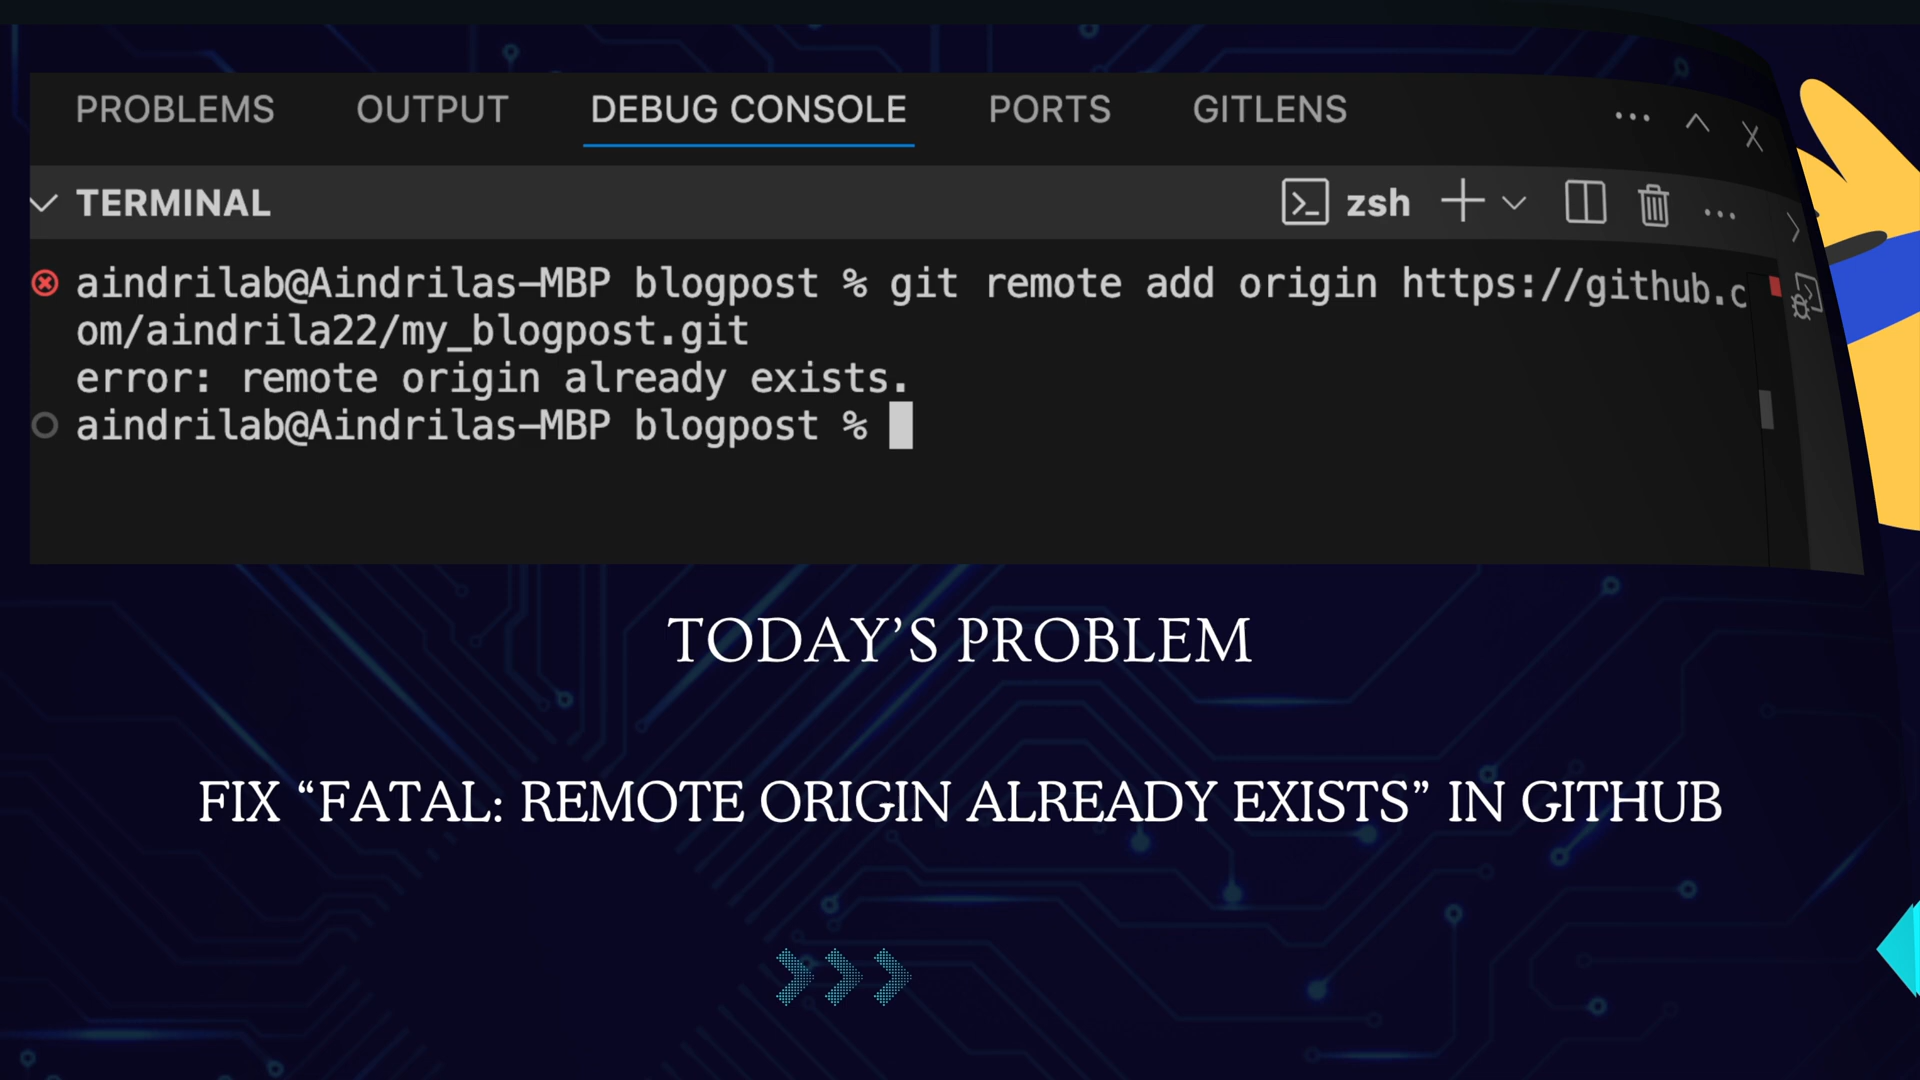 PROBLEMS OUTPUT DEBUG CONSOLE PORTS GITLENS
TERMINAL zsh
aindrilab@Aindrilas-MBP blogpost % git remote add origin https://github.c
om/aindrila22/my_blogpost.git
error: remote origin already exists.
aindrilab@Aindrilas-MBP blogpost %
TODAY’S PROBLEM
FIX “FATAL: REMOTE ORIGIN ALREADY EXISTS” IN GITHUB